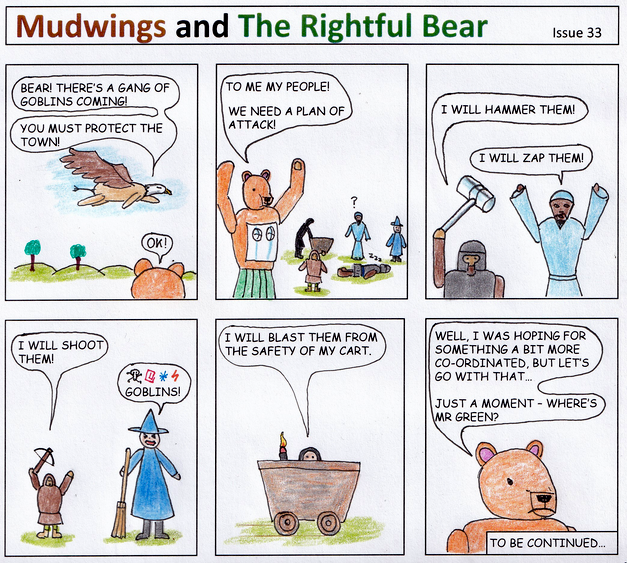 Mudwings and The Rightful Bear
Issue 33
BEAR! THERE'S A GANG OF
GOBLINS COMING!
YOU MUST PROTECT THE
TOWN!
OK!
TO ME MY PEOPLE!
WE NEED A PLAN OF
ATTACK!
?
zzz
I WILL HAMMER THEM!
I WILL ZAP THEM!
I WILL SHOOT
THEM!
GOBLINS!
I WILL BLAST THEM FROM
THE SAFETY OF MY CART.
WELL, I WAS HOPING FOR
SOMETHING A BIT MORE
CO-ORDINATED, BUT LET'S
GO WITH THAT...
JUST A MOMENT – WHERE'S
MR GREEN?
TO BE CONTINUED...